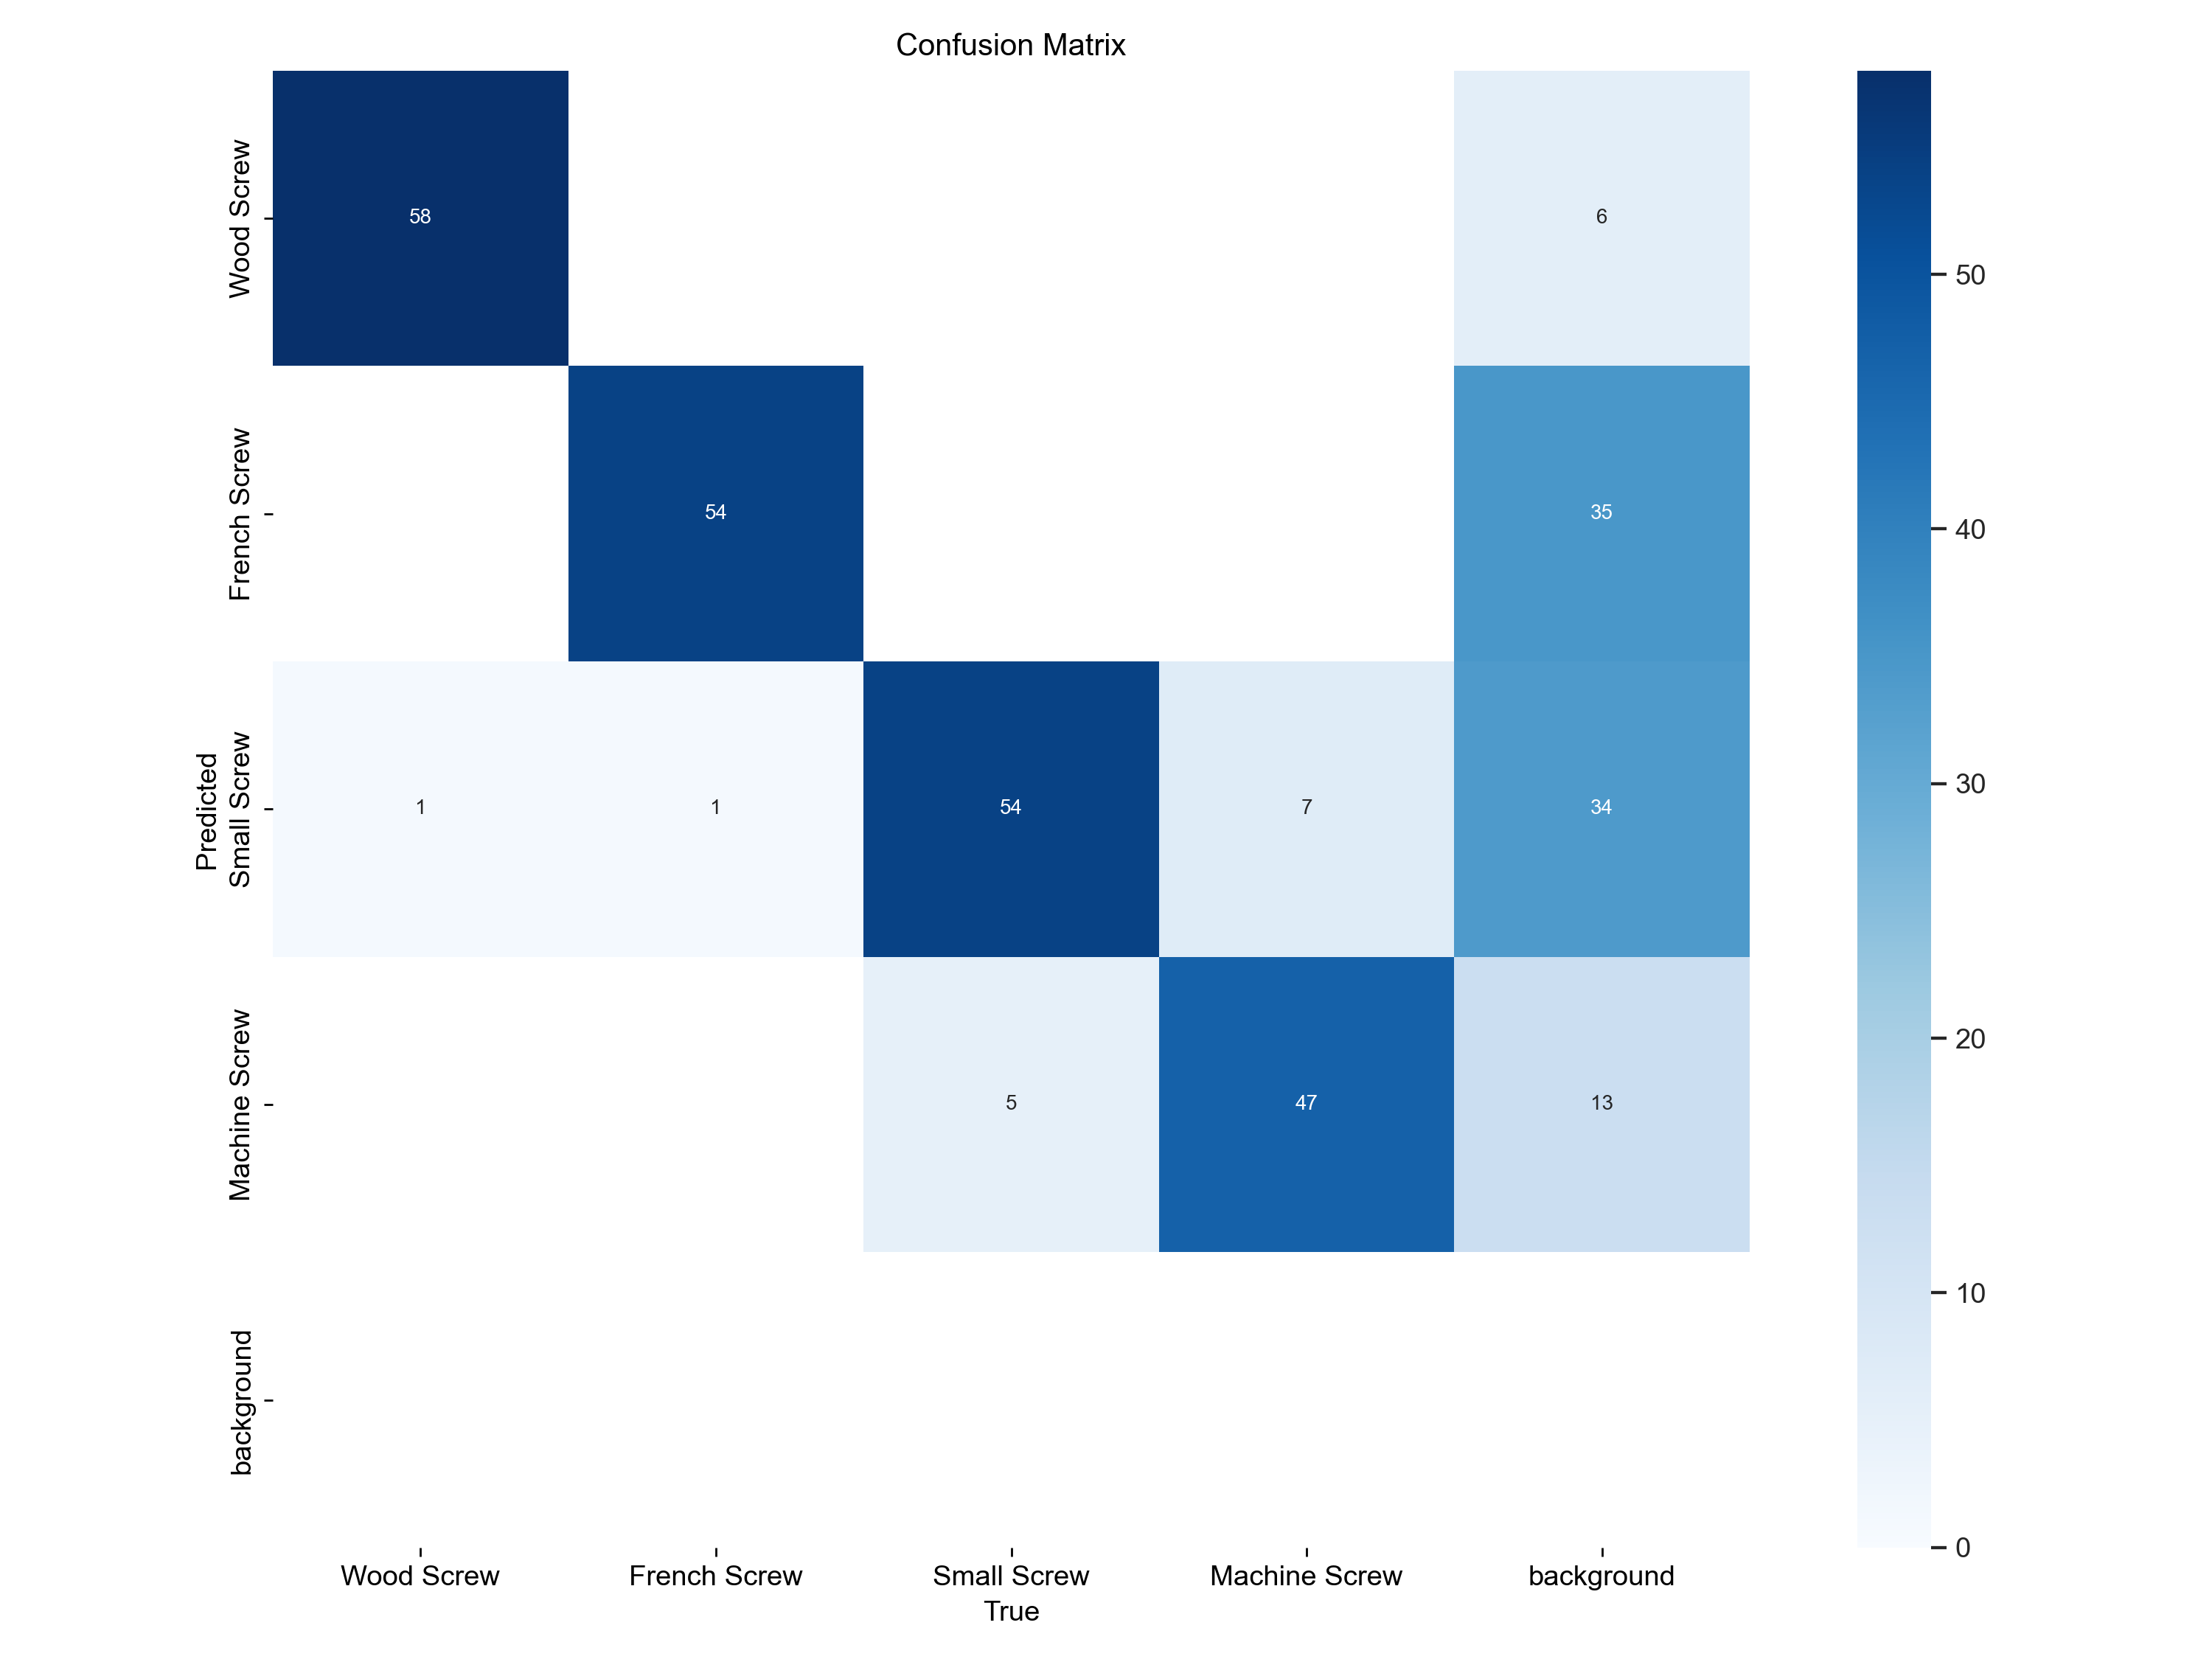 Confusion Matrix
Wood Screw
58
6
50
French Screw
54
35
40
Predicted
Small Screw
1
1
54
7
34
30
20
Machine Screw
5
47
13
10
background
0
Wood Screw
French Screw
Small Screw
Machine Screw
background
True